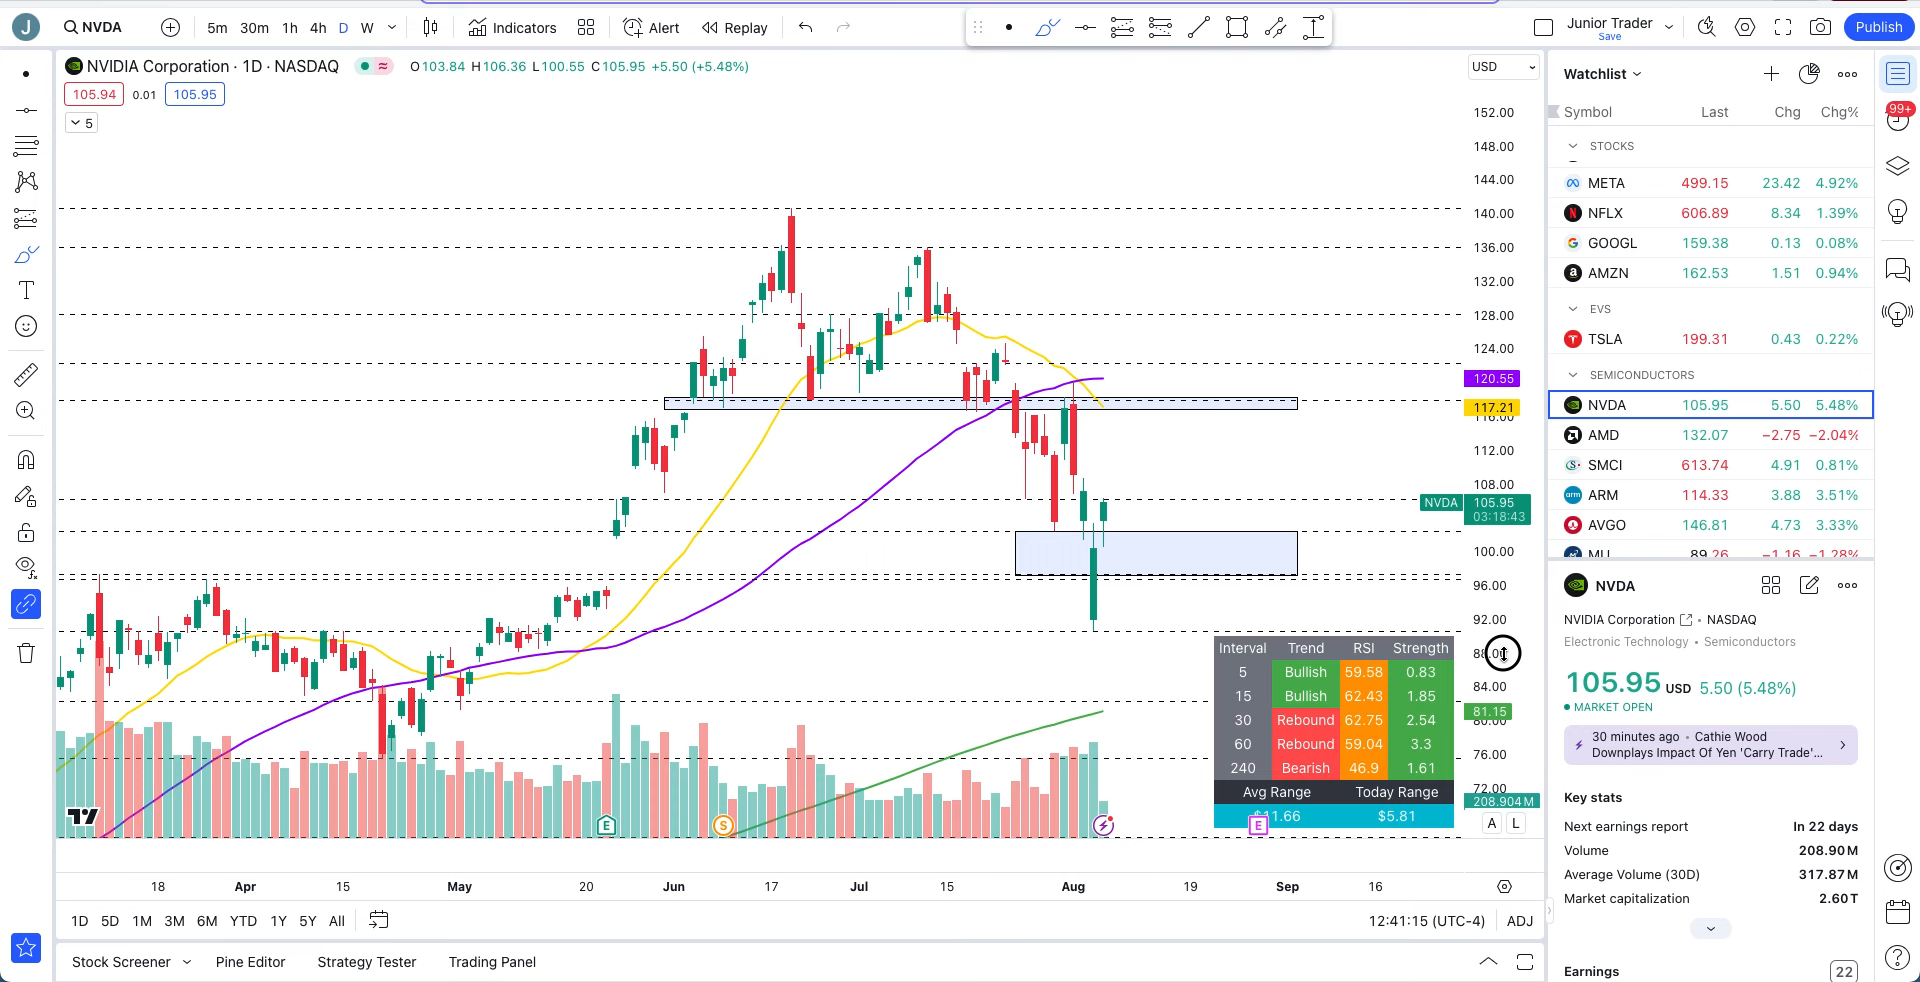 J
NVDA
5m 30m 1h 4h D W
Indicators
Alert
Replay
Junior Trader
Save
Publish
NVIDIA Corporation · 1D · NASDAQ
O103.84 H106.36 L100.55 C105.95 +5.50 (+5.48%)
USD
105.94 0.01 105.95
5
152.00
148.00
144.00
140.00
136.00
132.00
128.00
124.00
120.55
117.21
116.00
112.00
108.00
NVDA 105.95
03:18:43
100.00
96.00
92.00
84.00
81.15
80.00
76.00
72.00
208.904M
A L
Interval Trend RSI Strength
5 Bullish 59.58 0.83
15 Bullish 62.43 1.85
30 Rebound 62.75 2.54
60 Rebound 59.04 3.3
240 Bearish 46.9 1.61
Avg Range Today Range
$11.66 $5.81
E
S
E
18 Apr 15 May 20 Jun 17 Jul 15 Aug 19 Sep 16
1D 5D 1M 3M 6M YTD 1Y 5Y All
12:41:15 (UTC-4) ADJ
Stock Screener Pine Editor Strategy Tester Trading Panel
Watchlist
Symbol Last Chg Chg%
STOCKS
META 499.15 23.42 4.92%
NFLX 606.89 8.34 1.39%
GOOGL 159.38 0.13 0.08%
AMZN 162.53 1.51 0.94%
EVS
TSLA 199.31 0.43 0.22%
SEMICONDUCTORS
NVDA 105.95 5.50 5.48%
AMD 132.07 −2.75 −2.04%
SMCI 613.74 4.91 0.81%
ARM 114.33 3.88 3.51%
AVGO 146.81 4.73 3.33%
MU 89.26 −1.16 −1.28%
NVDA
NVIDIA Corporation • NASDAQ
Electronic Technology • Semiconductors
105.95 USD 5.50 (5.48%)
MARKET OPEN
30 minutes ago • Cathie Wood
Downplays Impact Of Yen 'Carry Trade'...
Key stats
Next earnings report In 22 days
Volume 208.90M
Average Volume (30D) 317.87M
Market capitalization 2.60T
Earnings 22
99+